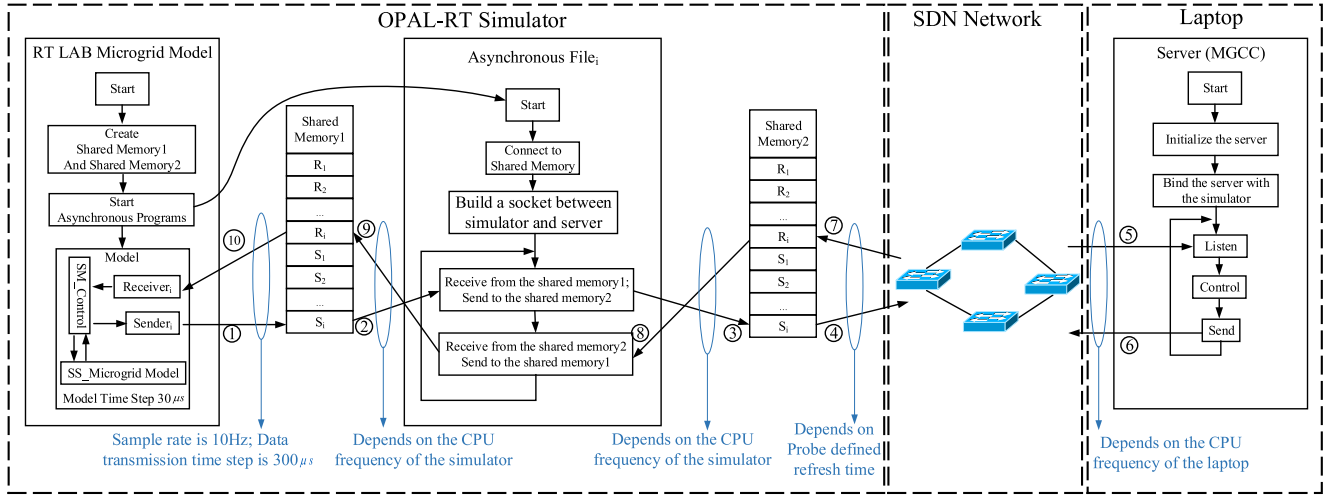 OPAL-RT Simulator
SDN Network
Laptop
RT LAB Microgrid Model
Start
Create
Shared Memory1
And Shared Memory2
Start
Asynchronous Programs
Model
SM_Control
Receiveri
Senderi
SS_Microgrid Model
Model Time Step 30μs
10
1
Shared
Memory1
R1
R2
...
Ri
S1
S2
...
Si
Sample rate is 10Hz; Data
transmission time step is 300μs
9
2
Depends on the CPU
frequency of the simulator
Asynchronous Filei
Start
Connect to
Shared Memory
Build a socket between
simulator and server
Receive from the shared memory1;
Send to the shared memory2
Receive from the shared memory2
Send to the shared memory1
8
3
Depends on the CPU
frequency of the simulator
Shared
Memory2
R1
R2
...
Ri
S1
S2
...
Si
7
4
Depends on
Probe defined
refresh time
5
6
Server (MGCC)
Start
Initialize the server
Bind the server with
the simulator
Listen
Control
Send
Depends on the CPU
frequency of the laptop